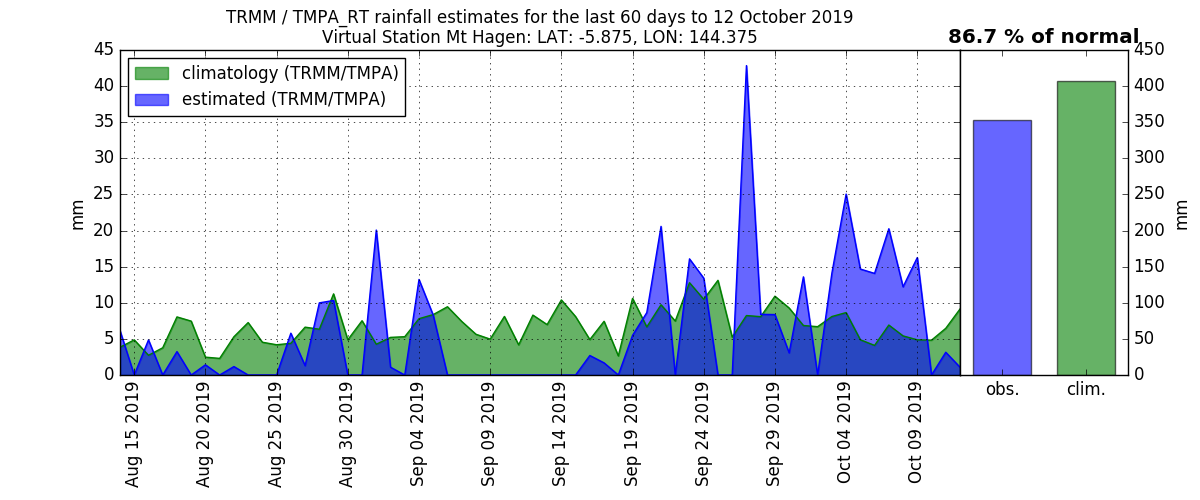 TRMM / TMPA_RT rainfall estimates for the last 60 days to 12 October 2019
Virtual Station Mt Hagen: LAT: -5.875, LON: 144.375
86.7 % of normal
climatology (TRMM/TMPA)
estimated (TRMM/TMPA)
mm
45
40
35
30
25
20
15
10
5
0
Aug 15 2019
Aug 20 2019
Aug 25 2019
Aug 30 2019
Sep 04 2019
Sep 09 2019
Sep 14 2019
Sep 19 2019
Sep 24 2019
Sep 29 2019
Oct 04 2019
Oct 09 2019
obs.
clim.
450
400
350
300
250
200
150
100
50
0
mm